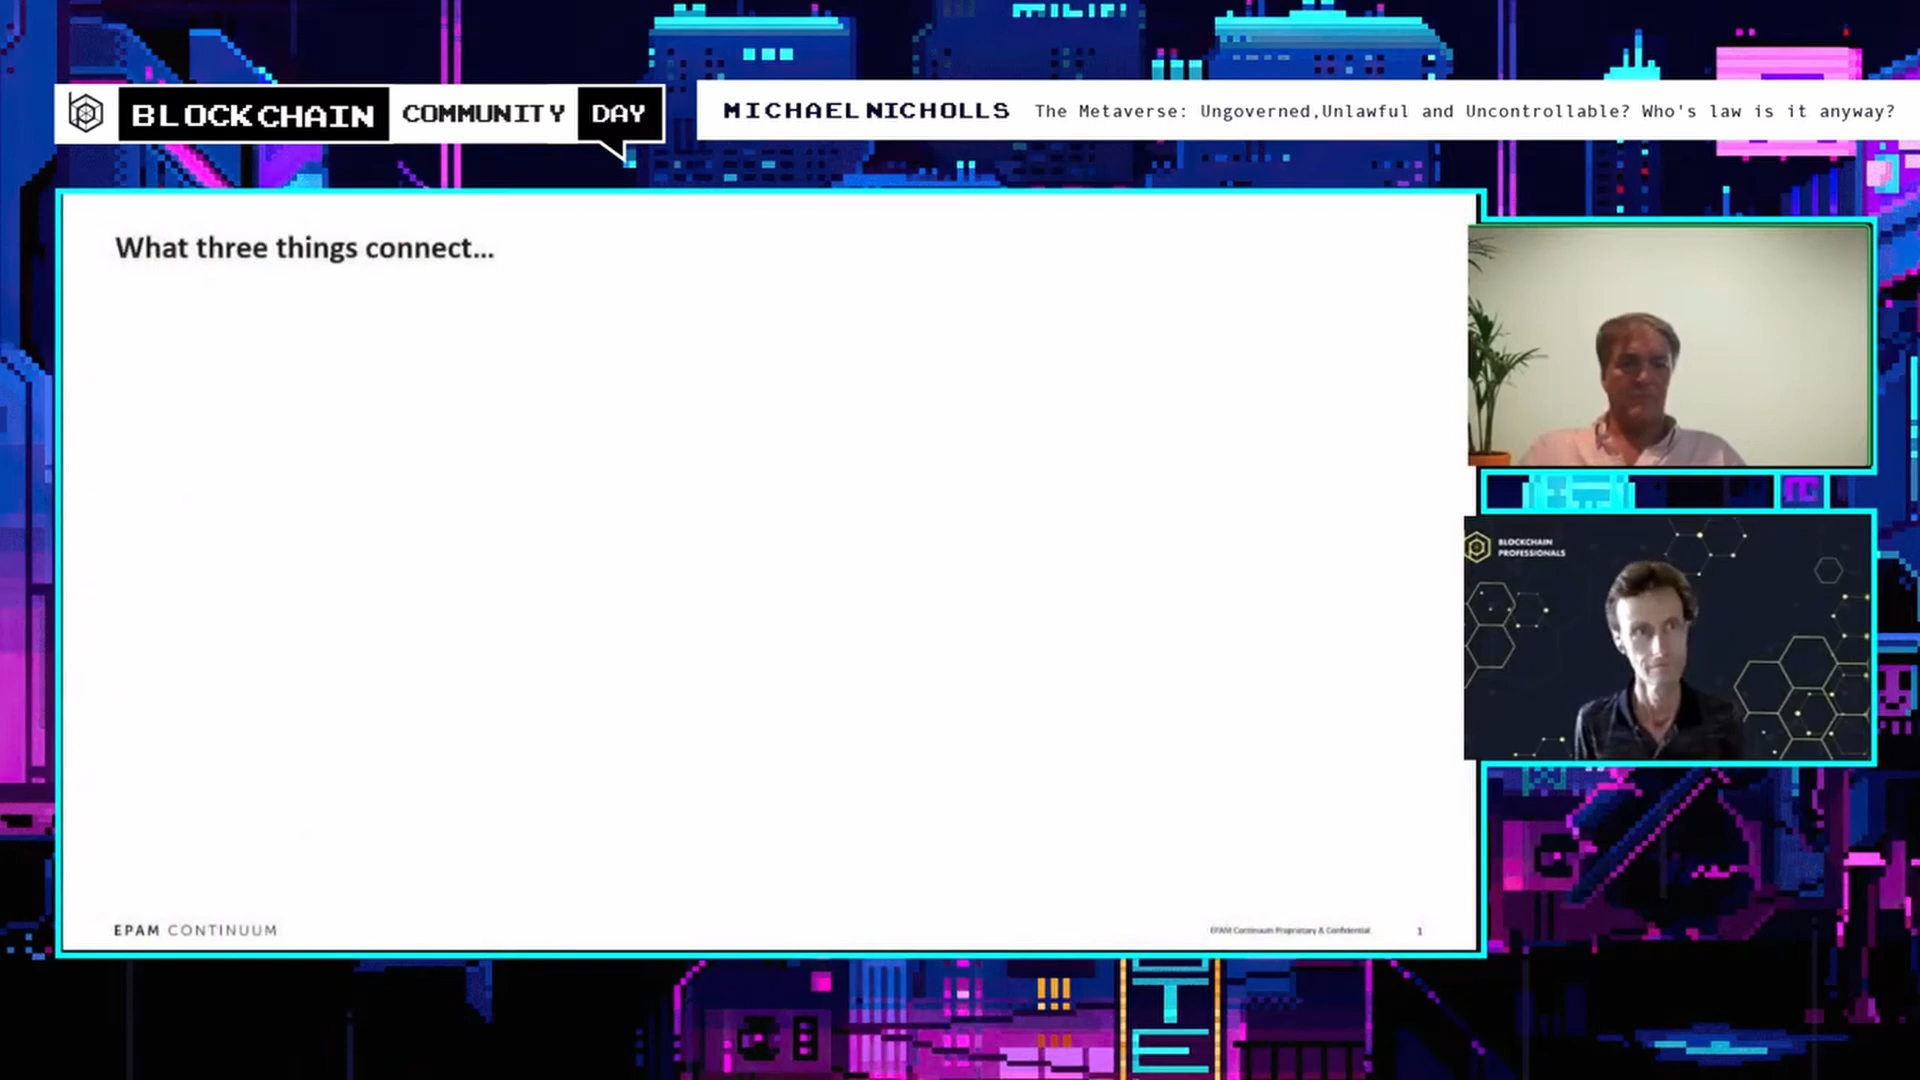 BLOCKCHAIN COMMUNITY DAY
MICHAEL NICHOLLS The Metaverse: Ungoverned,Unlawful and Uncontrollable? Who's law is it anyway?
What three things connect...
BLOCKCHAIN
PROFESSIONALS
EPAM CONTINUUM
EPAM Continuum Proprietary & Confidential 1
T
E